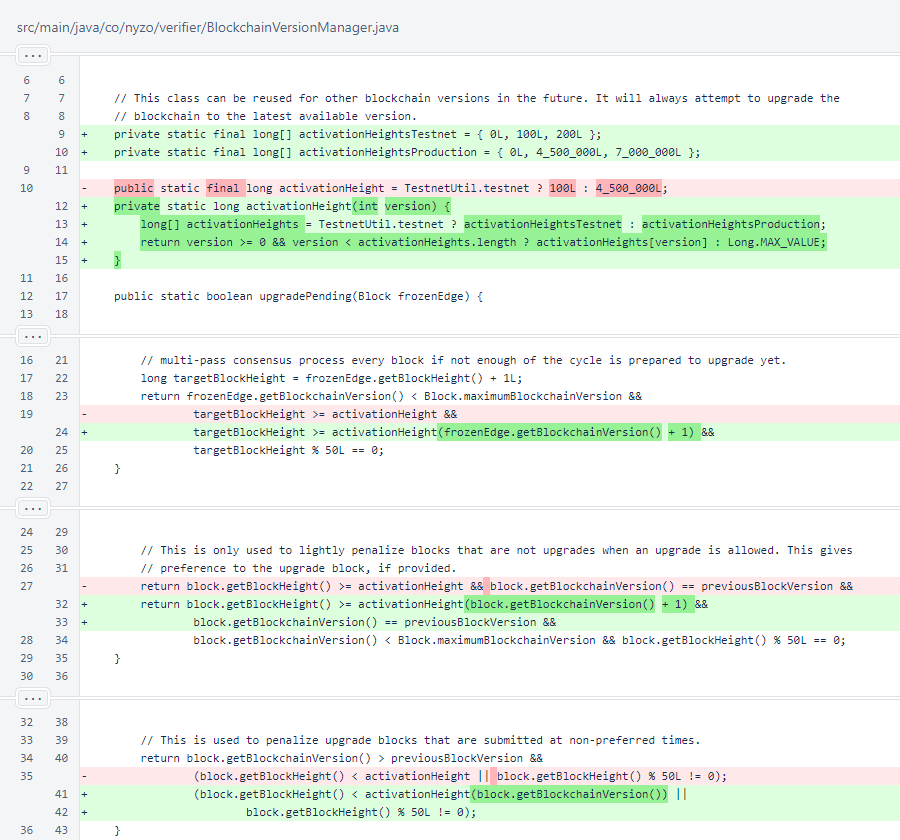 src/main/java/co/nyzo/verifier/BlockchainVersionManager.java
...
6 6
7 7 // This class can be reused for other blockchain versions in the future. It will always attempt to upgrade the
8 8 // blockchain to the latest available version.
9 + private static final long[] activationHeightsTestnet = { 0L, 100L, 200L };
10 + private static final long[] activationHeightsProduction = { 0L, 4_500_000L, 7_000_000L };
9 11
10 - public static final long activationHeight = TestnetUtil.testnet ? 100L : 4_500_000L;
12 + private static long activationHeight(int version) {
13 + long[] activationHeights = TestnetUtil.testnet ? activationHeightsTestnet : activationHeightsProduction;
14 + return version >= 0 && version < activationHeights.length ? activationHeights[version] : Long.MAX_VALUE;
15 + }
11 16
12 17 public static boolean upgradePending(Block frozenEdge) {
13 18
...
16 21 // multi-pass consensus process every block if not enough of the cycle is prepared to upgrade yet.
17 22 long targetBlockHeight = frozenEdge.getBlockHeight() + 1L;
18 23 return frozenEdge.getBlockchainVersion() < Block.maximumBlockchainVersion &&
19 - targetBlockHeight >= activationHeight &&
24 + targetBlockHeight >= activationHeight(frozenEdge.getBlockchainVersion() + 1) &&
20 25 targetBlockHeight % 50L == 0;
21 26 }
22 27
...
24 29
25 30 // This is only used to lightly penalize blocks that are not upgrades when an upgrade is allowed. This gives
26 31 // preference to the upgrade block, if provided.
27 - return block.getBlockHeight() >= activationHeight && block.getBlockchainVersion() == previousBlockVersion &&
32 + return block.getBlockHeight() >= activationHeight(block.getBlockchainVersion() + 1) &&
33 + block.getBlockchainVersion() == previousBlockVersion &&
28 34 block.getBlockchainVersion() < Block.maximumBlockchainVersion && block.getBlockHeight() % 50L == 0;
29 35 }
30 36
...
32 38
33 39 // This is used to penalize upgrade blocks that are submitted at non-preferred times.
34 40 return block.getBlockchainVersion() > previousBlockVersion &&
35 - (block.getBlockHeight() < activationHeight || block.getBlockHeight() % 50L != 0);
41 + (block.getBlockHeight() < activationHeight(block.getBlockchainVersion()) ||
42 + block.getBlockHeight() % 50L != 0);
36 43 }